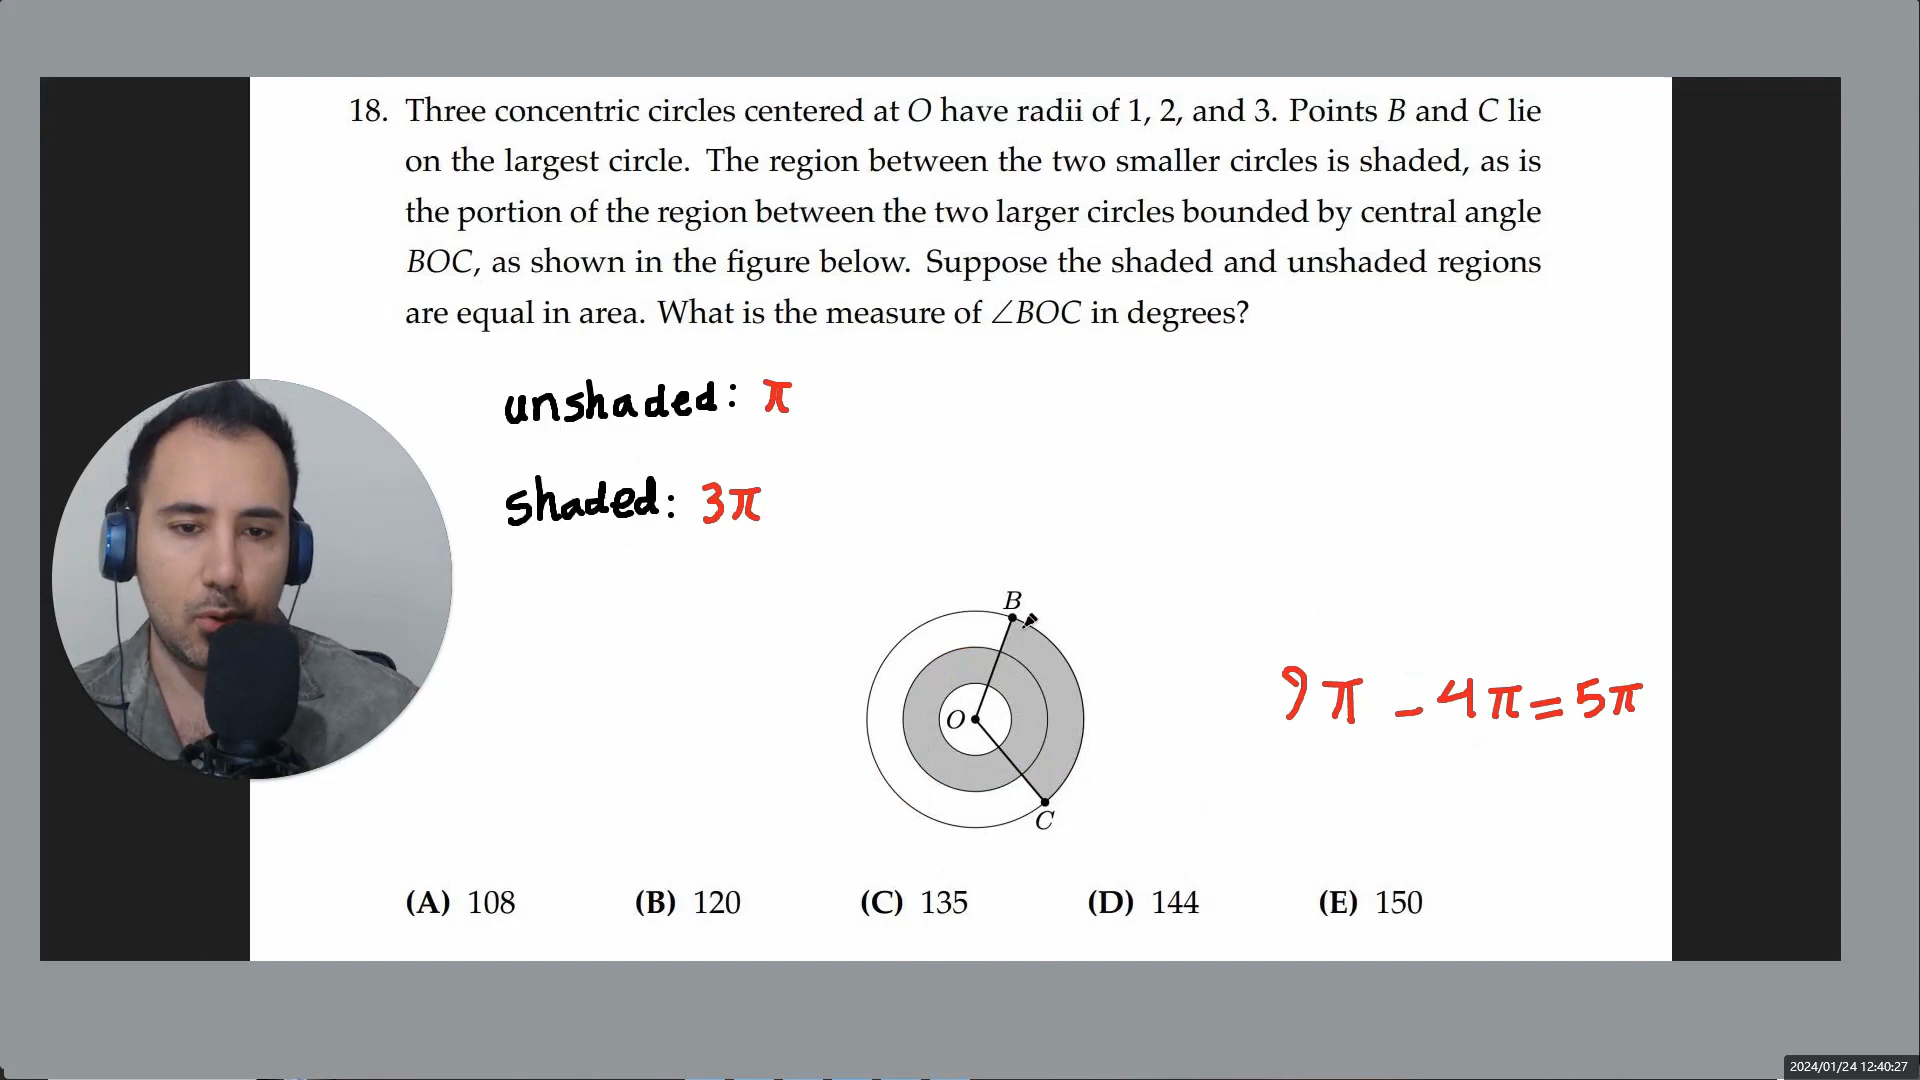 18. Three concentric circles centered at O have radii of 1, 2, and 3. Points B and C lie
on the largest circle. The region between the two smaller circles is shaded, as is
the portion of the region between the two larger circles bounded by central angle
BOC, as shown in the figure below. Suppose the shaded and unshaded regions
are equal in area. What is the measure of ∠BOC in degrees?
unshaded: π
shaded: 3π
B
O
C
9π - 4π = 5π
(A) 108 (B) 120 (C) 135 (D) 144 (E) 150
2024/01/24 12:40:27